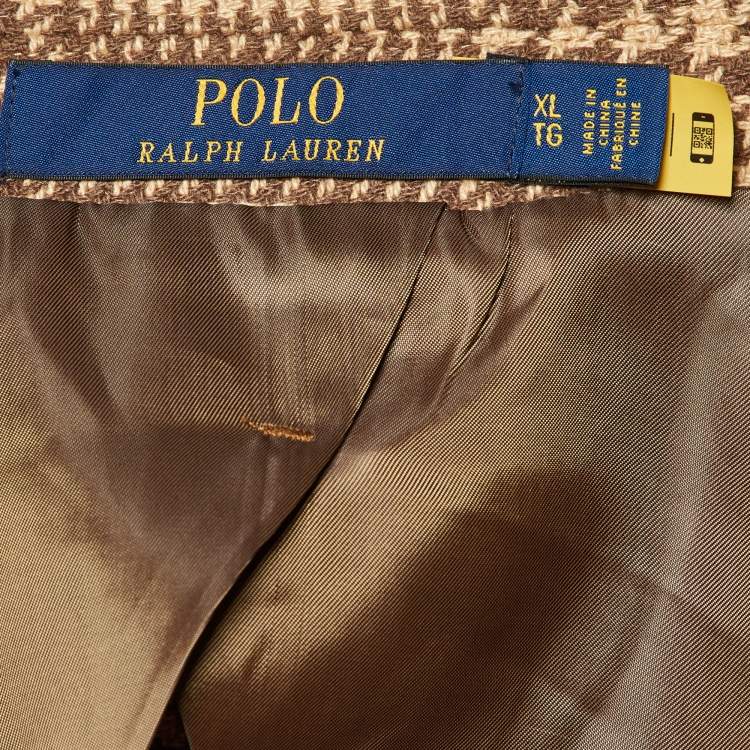 POLO
RALPH LAUREN
XL
TG
MADE IN
CHINA
FABRIQUÉ EN
CHINE